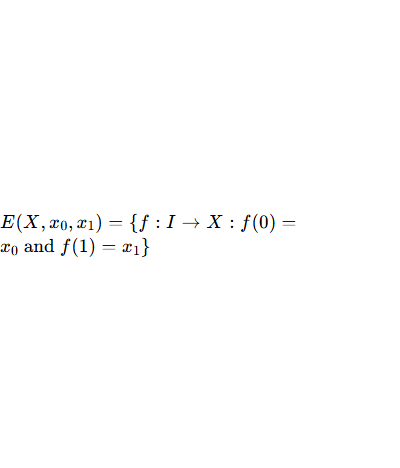 E(X, x₀, x₁) = {f : I → X : f(0) =
x₀ and f(1) = x₁}